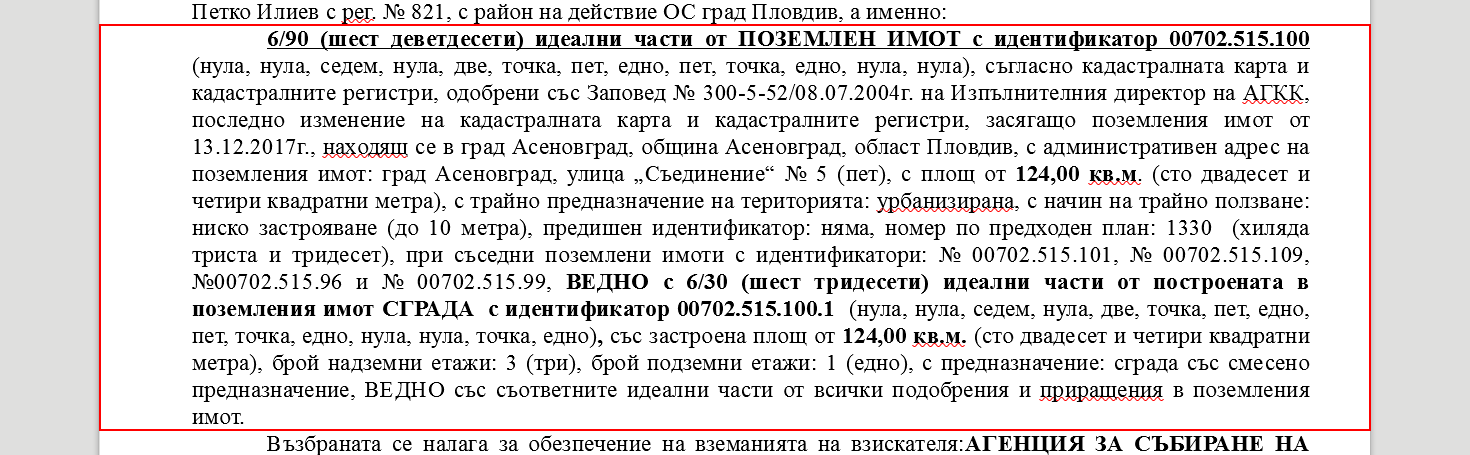 Петко Илиев с рег. № 821, с район на действие ОС град Пловдив, а именно:
6/90 (шест деветдесети) идеални части от ПОЗЕМЛЕН ИМОТ с идентификатор 00702.515.100
(нула, нула, седем, нула, две, точка, пет, едно, пет, точка, едно, нула, нула), съгласно кадастралната карта и
кадастралните регистри, одобрени със Заповед № 300-5-52/08.07.2004г. на Изпълнителния директор на АГКК,
последно изменение на кадастралната карта и кадастралните регистри, засягащо поземления имот от
13.12.2017г., находящ се в град Асеновград, община Асеновград, област Пловдив, с административен адрес на
поземления имот: град Асеновград, улица „Съединение“ № 5 (пет), с площ от 124,00 кв.м. (сто двадесет и
четири квадратни метра), с трайно предназначение на територията: урбанизирана, с начин на трайно ползване:
ниско застрояване (до 10 метра), предишен идентификатор: няма, номер по предходен план: 1330 (хиляда
триста и тридесет), при съседни поземлени имоти с идентификатори: № 00702.515.101, № 00702.515.109,
№00702.515.96 и № 00702.515.99, ВЕДНО с 6/30 (шест тридесети) идеални части от построената в
поземления имот СГРАДА с идентификатор 00702.515.100.1 (нула, нула, седем, нула, две, точка, пет, едно,
пет, точка, едно, нула, нула, точка, едно), със застроена площ от 124,00 кв.м. (сто двадесет и четири квадратни
метра), брой надземни етажи: 3 (три), брой подземни етажи: 1 (едно), с предназначение: сграда със смесено
предназначение, ВЕДНО със съответните идеални части от всички подобрения и приращения в поземления
имот.
Възбраната се налага за обезпечение на вземанията на взискателя:АГЕНЦИЯ ЗА СЪБИРАНЕ НА